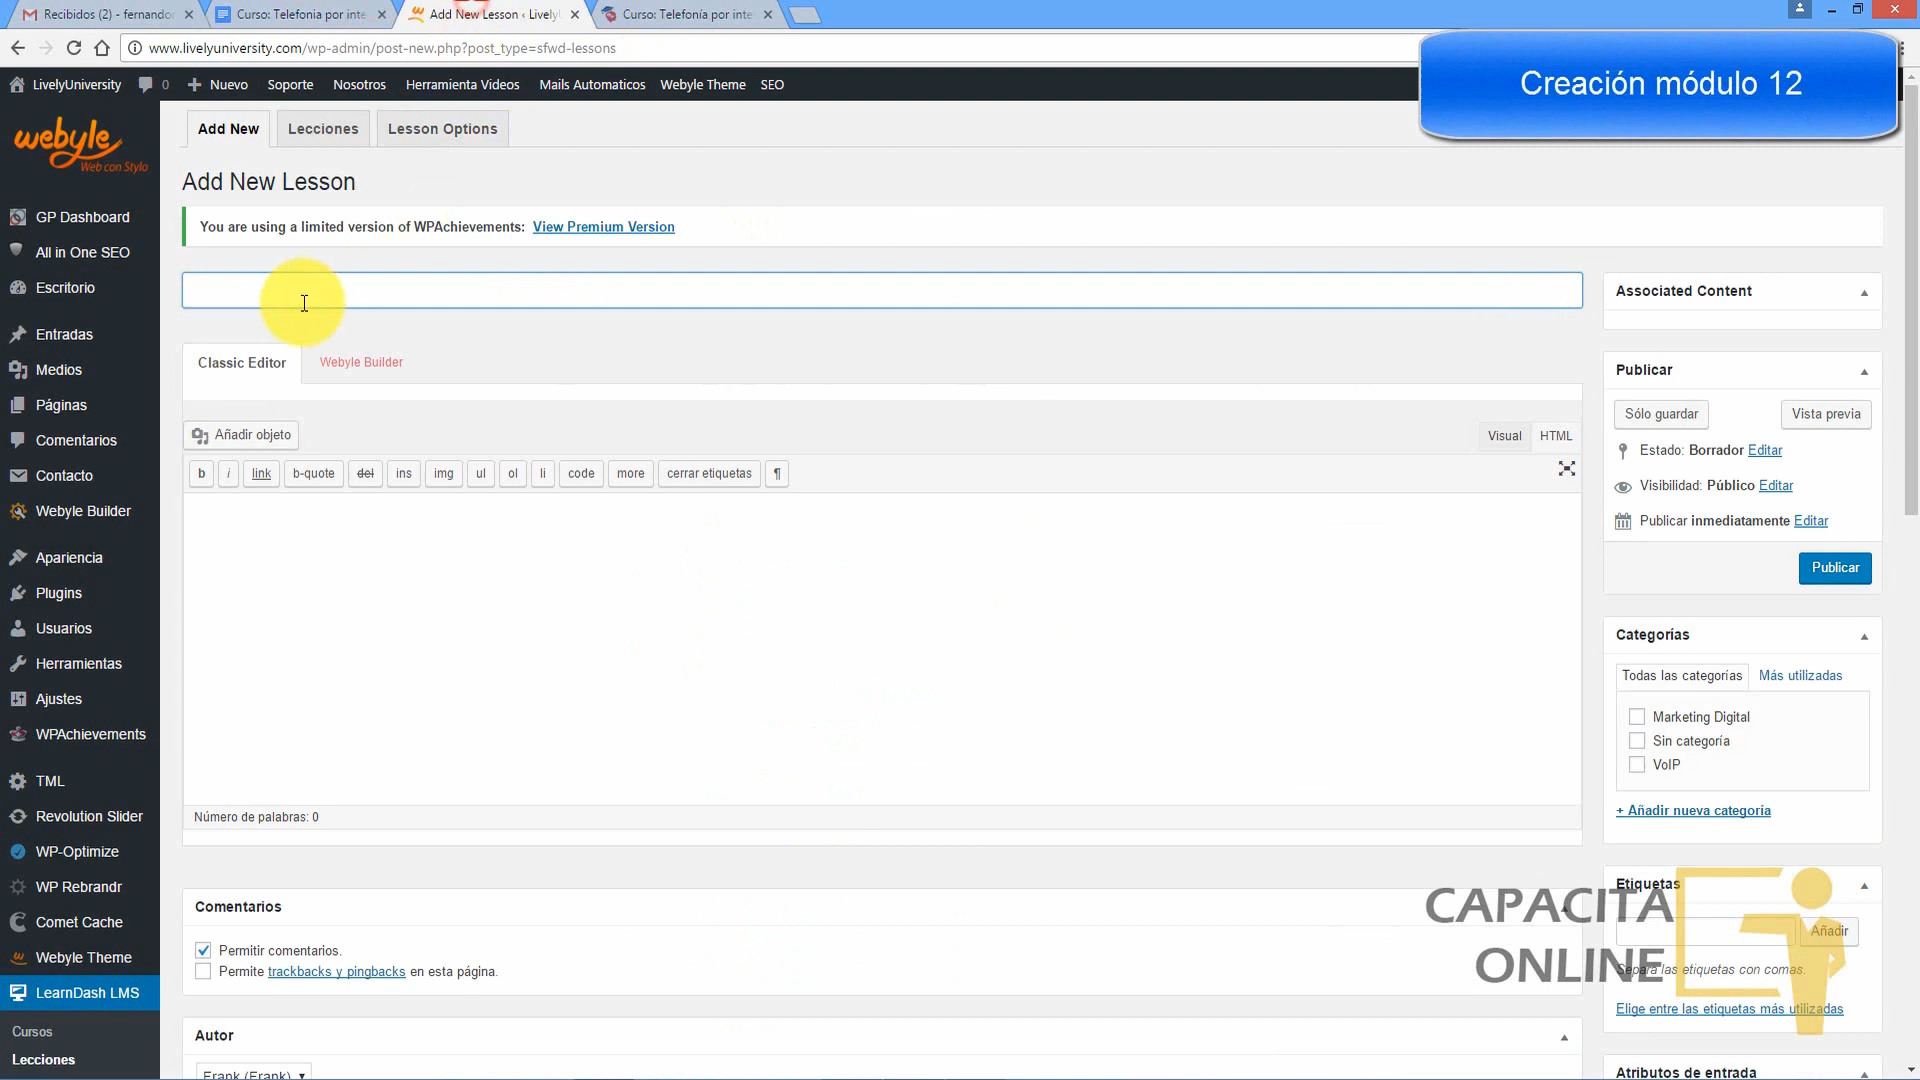 Recibidos (2) - fernando
Curso: Telefonia por inte
Add New Lesson ‹ Lively
Curso: Telefonía por inte
www.livelyuniversity.com/wp-admin/post-new.php?post_type=sfwd-lessons
LivelyUniversity 0 Nuevo Soporte Nosotros Herramienta Videos Mails Automaticos Webyle Theme SEO
Creación módulo 12
webyle
Web con Stylo
GP Dashboard
All in One SEO
Escritorio
Entradas
Medios
Páginas
Comentarios
Contacto
Webyle Builder
Apariencia
Plugins
Usuarios
Herramientas
Ajustes
WPAchievements
TML
Revolution Slider
WP-Optimize
WP Rebrandr
Comet Cache
Webyle Theme
LearnDash LMS
Cursos
Lecciones
Add New Lecciones Lesson Options
Add New Lesson
You are using a limited version of WPAchievements: View Premium Version
Classic Editor Webyle Builder
Añadir objeto
Visual HTML
b i link b-quote del ins img ul ol li code more cerrar etiquetas ¶
Número de palabras: 0
Comentarios
Permitir comentarios.
Permite trackbacks y pingbacks en esta página.
Autor
Frank (Frank)
Associated Content
Publicar
Sólo guardar Vista previa
Estado: Borrador Editar
Visibilidad: Público Editar
Publicar inmediatamente Editar
Publicar
Categorías
Todas las categorías Más utilizadas
Marketing Digital
Sin categoría
VoIP
+ Añadir nueva categoría
Etiquetas
Añadir
Separa las etiquetas con comas.
Elige entre las etiquetas más utilizadas
Atributos de entrada
CAPACITA
ONLINE